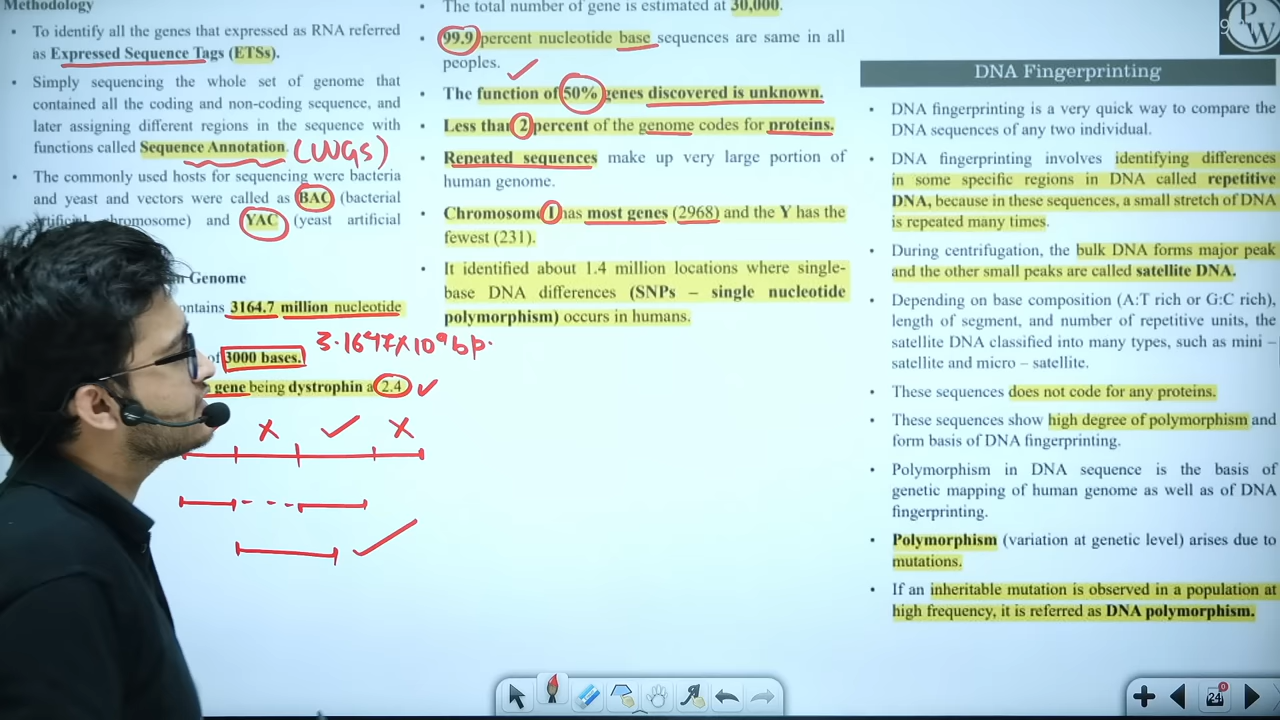 Methodology
• To identify all the genes that expressed as RNA referred
as Expressed Sequence Tags (ETSs).
• Simply sequencing the whole set of genome that
contained all the coding and non-coding sequence, and
later assigning different regions in the sequence with
functions called Sequence Annotation. (WGS)
• The commonly used hosts for sequencing were bacteria
and yeast and vectors were called as BAC (bacterial
artificial chromosome) and YAC (yeast artificial
Genome
contains 3164.7 million nucleotide
3.1647×10⁹ bp.
of 3000 bases.
gene being dystrophin a 2.4
• The total number of gene is estimated at 30,000.
• 99.9 percent nucleotide base sequences are same in all
peoples.
• The function of 50% genes discovered is unknown.
• Less than 2 percent of the genome codes for proteins.
• Repeated sequences make up very large portion of
human genome.
• Chromosome I has most genes (2968) and the Y has the
fewest (231).
• It identified about 1.4 million locations where single-
base DNA differences (SNPs – single nucleotide
polymorphism) occurs in humans.
PW
DNA Fingerprinting
• DNA fingerprinting is a very quick way to compare the
DNA sequences of any two individual.
• DNA fingerprinting involves identifying differences
in some specific regions in DNA called repetitive
DNA, because in these sequences, a small stretch of DNA
is repeated many times.
• During centrifugation, the bulk DNA forms major peak
and the other small peaks are called satellite DNA.
• Depending on base composition (A:T rich or G:C rich),
length of segment, and number of repetitive units, the
satellite DNA classified into many types, such as mini –
satellite and micro – satellite.
• These sequences does not code for any proteins.
• These sequences show high degree of polymorphism and
form basis of DNA fingerprinting.
• Polymorphism in DNA sequence is the basis of
genetic mapping of human genome as well as of DNA
fingerprinting.
• Polymorphism (variation at genetic level) arises due to
mutations.
• If an inheritable mutation is observed in a population at
high frequency, it is referred as DNA polymorphism.
24
0